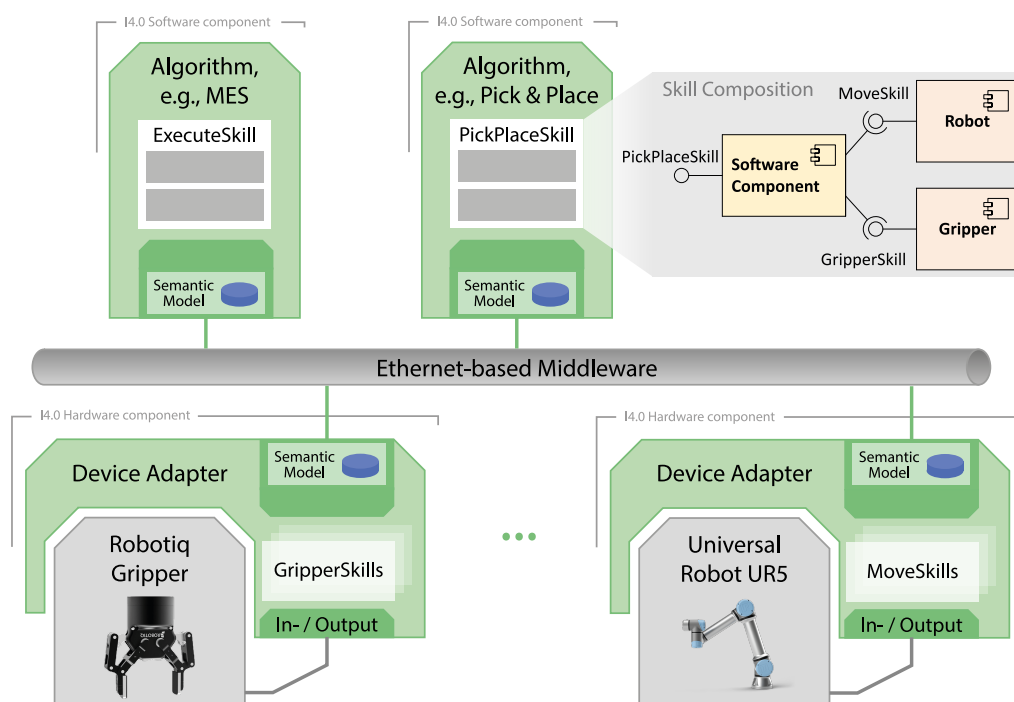 I4.0 Software component
Algorithm,
e.g., MES
ExecuteSkill
Semantic
Model
I4.0 Software component
Algorithm,
e.g., Pick & Place
PickPlaceSkill
Semantic
Model
Skill Composition
PickPlaceSkill
Software
Component
MoveSkill
Robot
Gripper
GripperSkill
Ethernet-based Middleware
I4.0 Hardware component
Device Adapter
Semantic
Model
Robotiq
Gripper
ROBOTIQ
GripperSkills
In- / Output
I4.0 Hardware component
Device Adapter
Semantic
Model
Universal
Robot UR5
MoveSkills
In- / Output